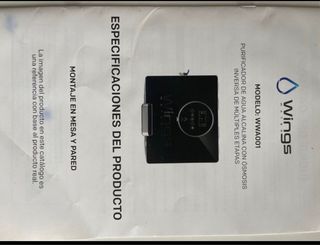 Wings
MODELO: WWA001
PURIFICADOR DE AGUA ALCALINA CON ÓSMOSIS
INVERSA DE MÚLTIPLES ETAPAS
Wings
ESPECIFICACIONES DEL PRODUCTO
MONTAJE EN MESA Y PARED
La imagen del producto en este catálogo es
una referencia con base al producto real.